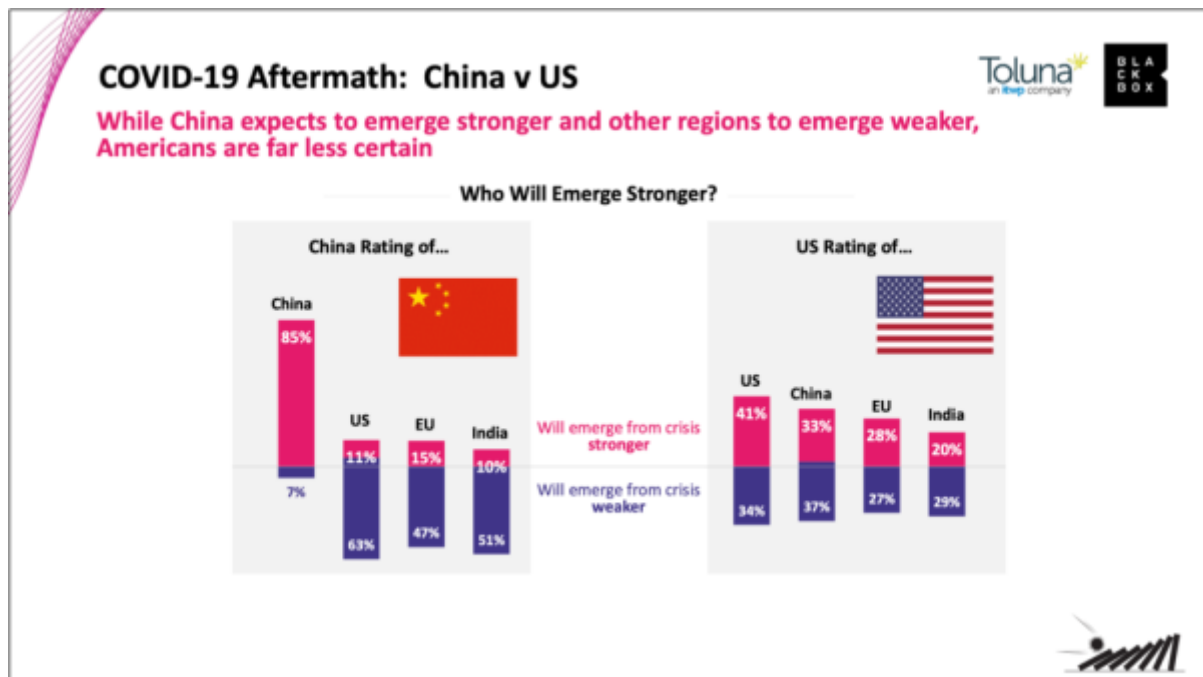 COVID-19 Aftermath: China v US
Toluna
an itwp company
BLA
CK
BOX
While China expects to emerge stronger and other regions to emerge weaker,
Americans are far less certain
Who Will Emerge Stronger?
China Rating of...
China
85%
7%
US
11%
63%
EU
15%
47%
India
10%
51%
Will emerge from crisis
stronger
Will emerge from crisis
weaker
US Rating of...
US
41%
34%
China
33%
37%
EU
28%
27%
India
20%
29%